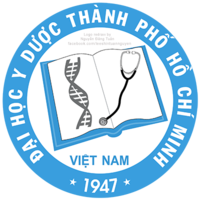 ĐẠI HỌC Y DƯỢC THÀNH PHỐ HỒ CHÍ MINH
VIỆT NAM
* 1947 *